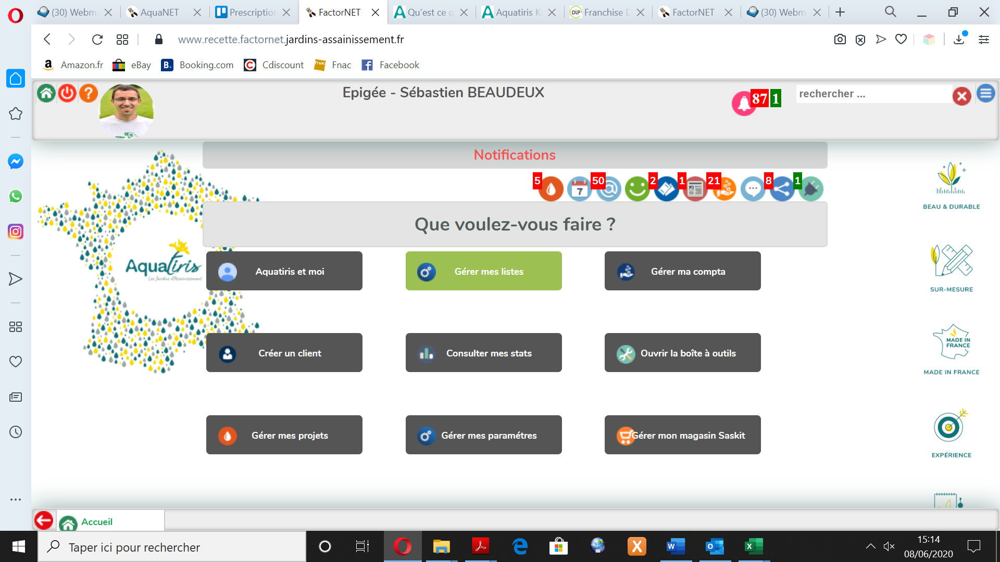 (30) Webm
AquaNET
Prescription
FactorNET
Qu'est ce q
Aquatiris K
Franchise D
FactorNET
(30) Webm
www.recette.factornet.jardins-assainissement.fr
Amazon.fr
eBay
Booking.com
Cdiscount
Fnac
Facebook
Epigée - Sébastien BEAUDEUX
87 1
rechercher ...
Notifications
5
7
50
2
1
21
8
1
Que voulez-vous faire ?
Aquatiris
Les Jardins d'Assainissement
Aquatiris et moi
Gérer mes listes
Gérer ma compta
Créer un client
Consulter mes stats
Ouvrir la boîte à outils
Gérer mes projets
Gérer mes paramétres
Gérer mon magasin Saskit
BEAU & DURABLE
SUR-MESURE
MADE IN
FRANCE
MADE IN FRANCE
EXPÉRIENCE
Accueil
Taper ici pour rechercher
15:14
08/06/2020